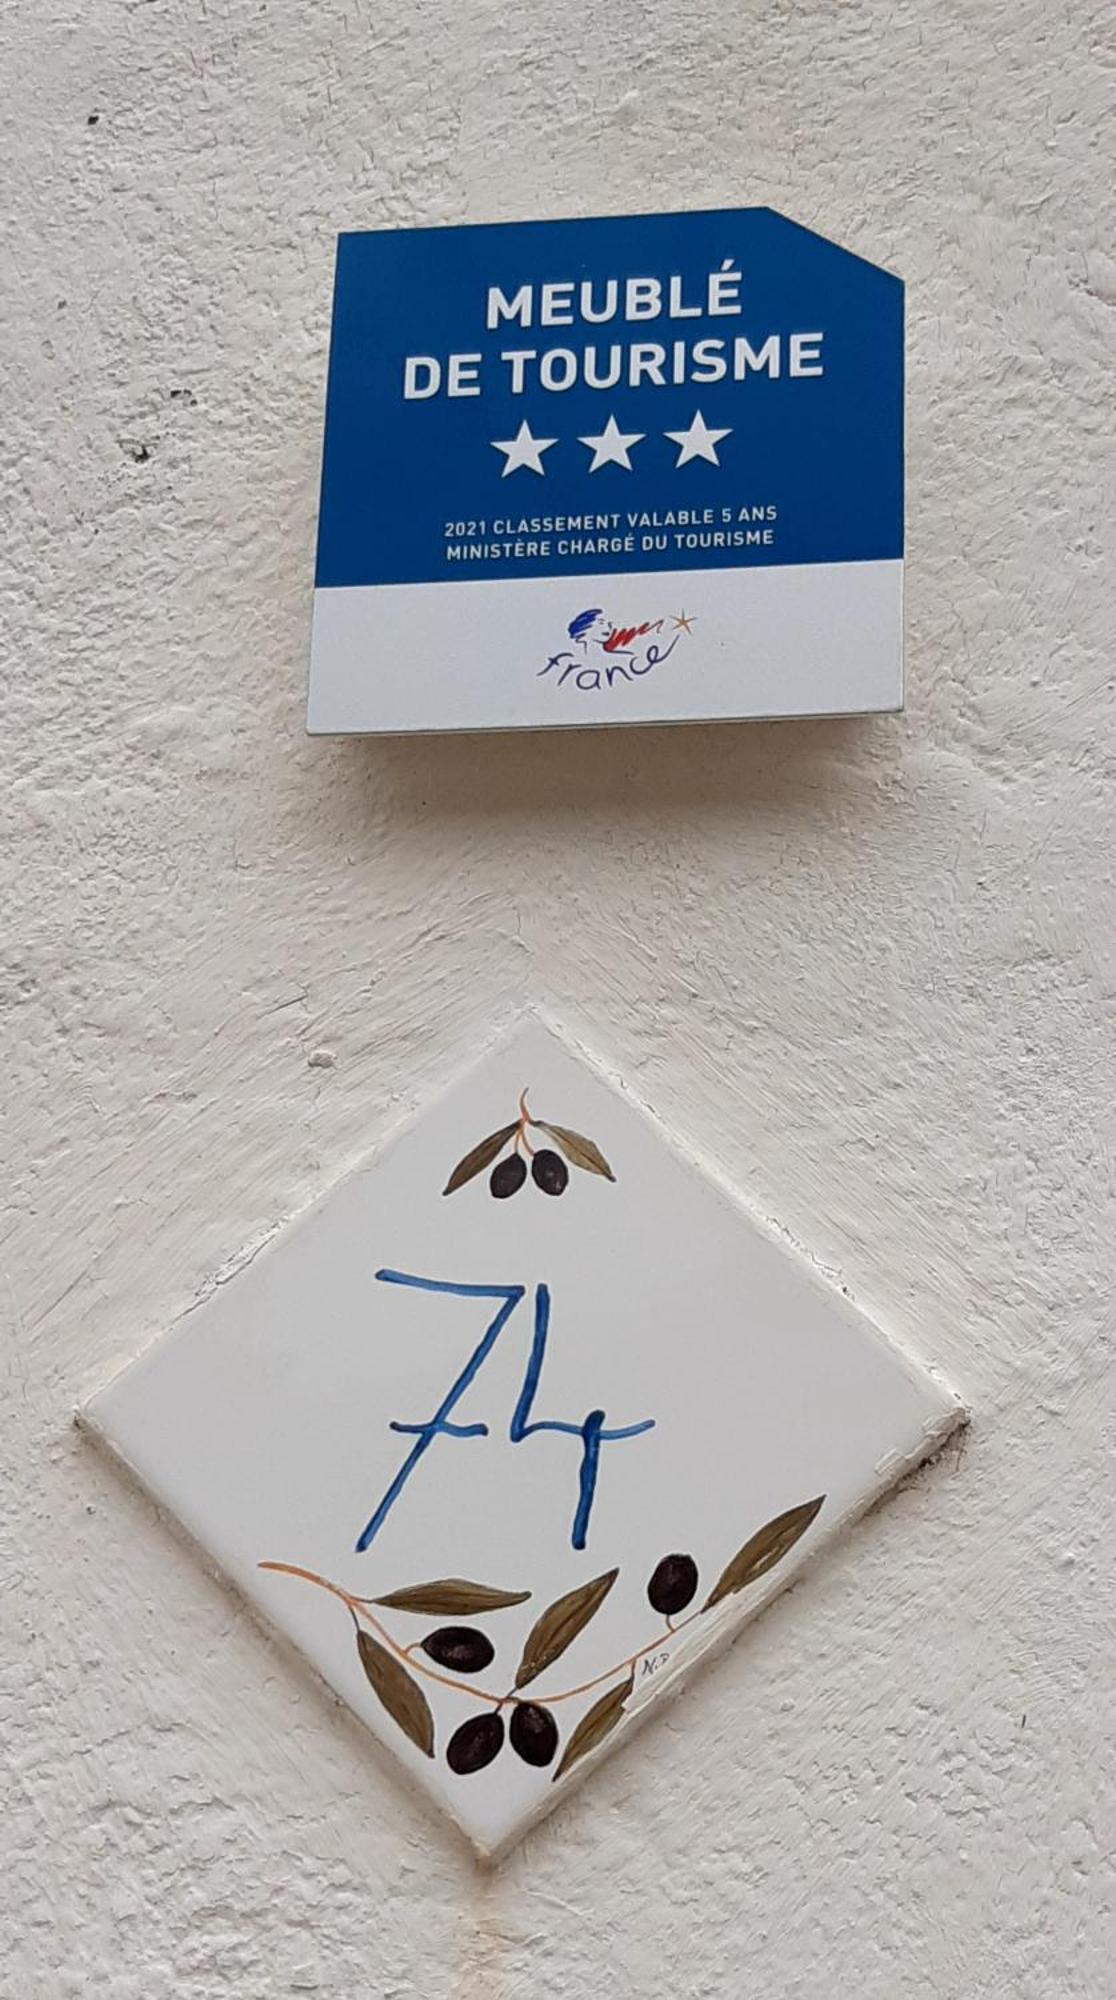 MEUBLÉ
DE TOURISME
2021 CLASSEMENT VALABLE 5 ANS
MINISTÈRE CHARGÉ DU TOURISME
france
74
N.P